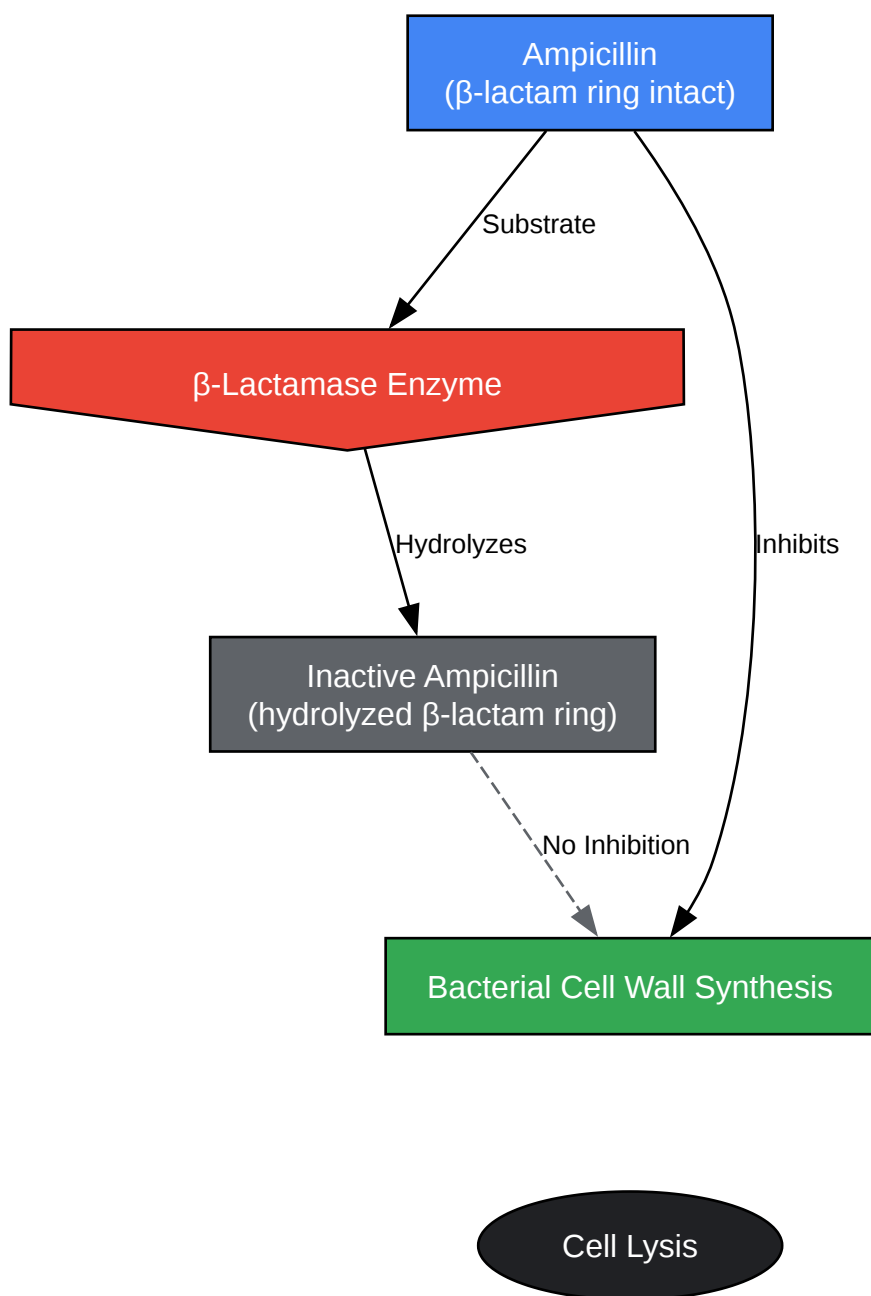 Ampicillin
(β-lactam ring intact)
Substrate
β-Lactamase Enzyme
Hydrolyzes
Inhibits
Inactive Ampicillin
(hydrolyzed β-lactam ring)
No Inhibition
Bacterial Cell Wall Synthesis
Cell Lysis